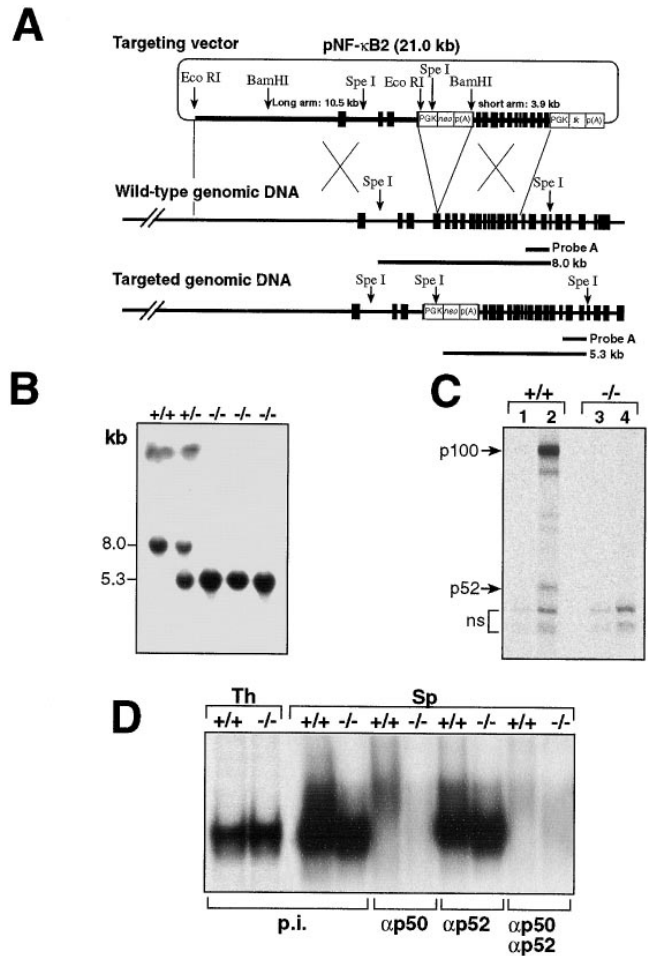 A
Targeting vector
pNF-κB2 (21.0 kb)
Eco RI
BamHI
Spe I
Eco RI
Spe I
BamHI
Long arm: 10.5 kb
short arm: 3.9 kb
PGK neo p(A)
PGK tk p(A)
Wild-type genomic DNA
Spe I
Spe I
Probe A
8.0 kb
Targeted genomic DNA
Spe I
Spe I
Spe I
PGK neo p(A)
Probe A
5.3 kb
B
+/+ +/- -/- -/- -/-
kb
8.0
5.3
C
+/+ -/-
1 2 3 4
p100
p52
ns
D
Th Sp
+/+ -/- +/+ -/- +/+ -/- +/+ -/- +/+ -/-
p.i. αp50 αp52 αp50
αp52